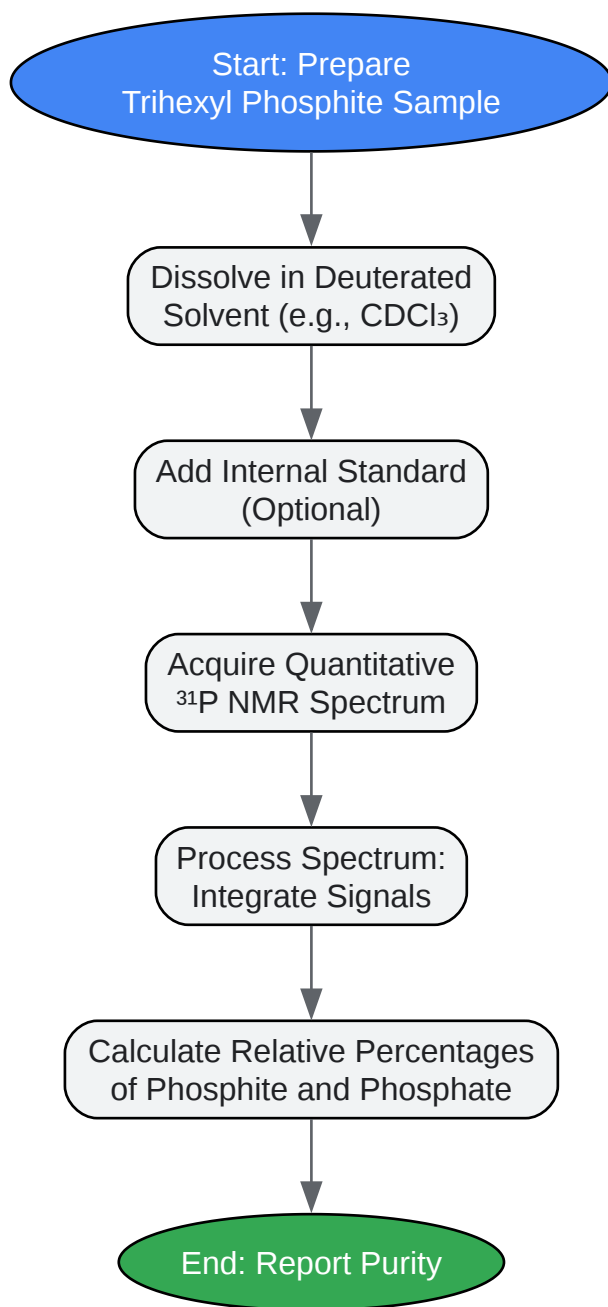 Start: Prepare
Trihexyl Phosphite Sample
Dissolve in Deuterated
Solvent (e.g., CDCl₃)
Add Internal Standard
(Optional)
Acquire Quantitative
³¹P NMR Spectrum
Process Spectrum:
Integrate Signals
Calculate Relative Percentages
of Phosphite and Phosphate
End: Report Purity